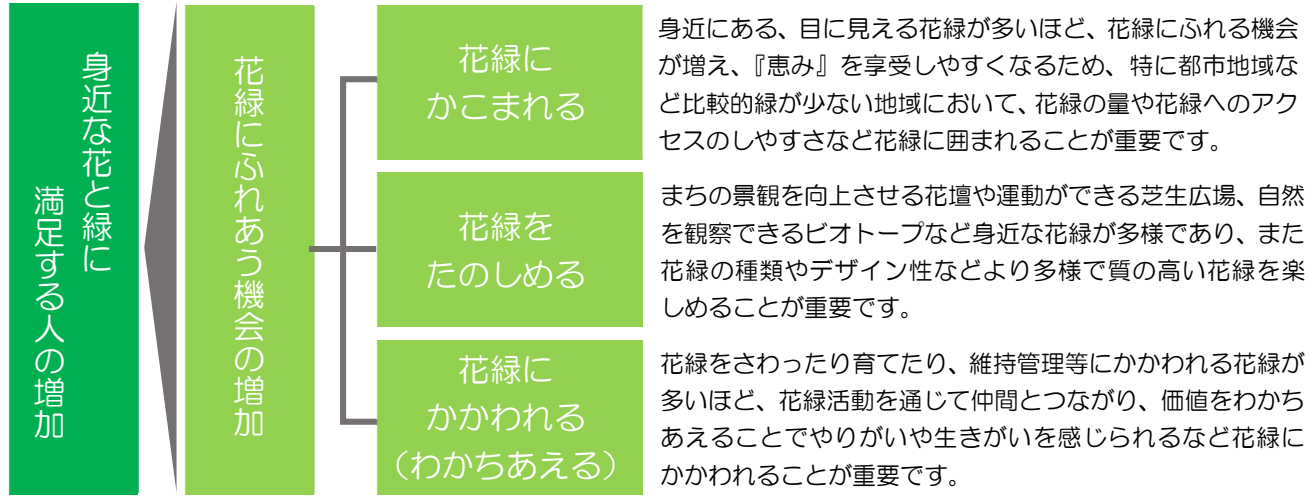 身近な花と緑に
満足する人の増加
花緑にふれあう機会の増加
花緑に
かこまれる
身近にある、目に見える花緑が多いほど、花緑にふれる機会
が増え、『恵み』を享受しやすくなるため、特に都市地域な
ど比較的緑が少ない地域において、花緑の量や花緑へのアク
セスのしやすさなど花緑に囲まれることが重要です。
花緑を
たのしめる
まちの景観を向上させる花壇や運動ができる芝生広場、自然
を観察できるビオトープなど身近な花緑が多様であり、また
花緑の種類やデザイン性などより多様で質の高い花緑を楽
しめることが重要です。
花緑に
かかわれる
（わかちあえる）
花緑をさわったり育てたり、維持管理等にかかわれる花緑が
多いほど、花緑活動を通じて仲間とつながり、価値をわかち
あえることでやりがいや生きがいを感じられるなど花緑に
かかわれることが重要です。